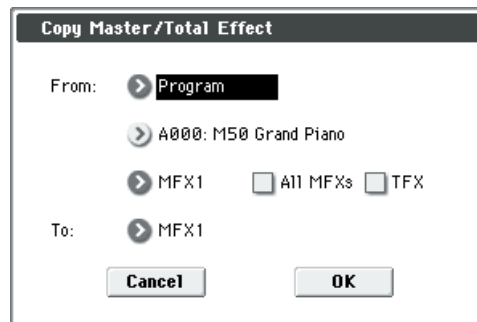 Copy Master/Total Effect
From: Program
A000: M50 Grand Piano
MFX1 All MFXs TFX
To: MFX1
Cancel OK